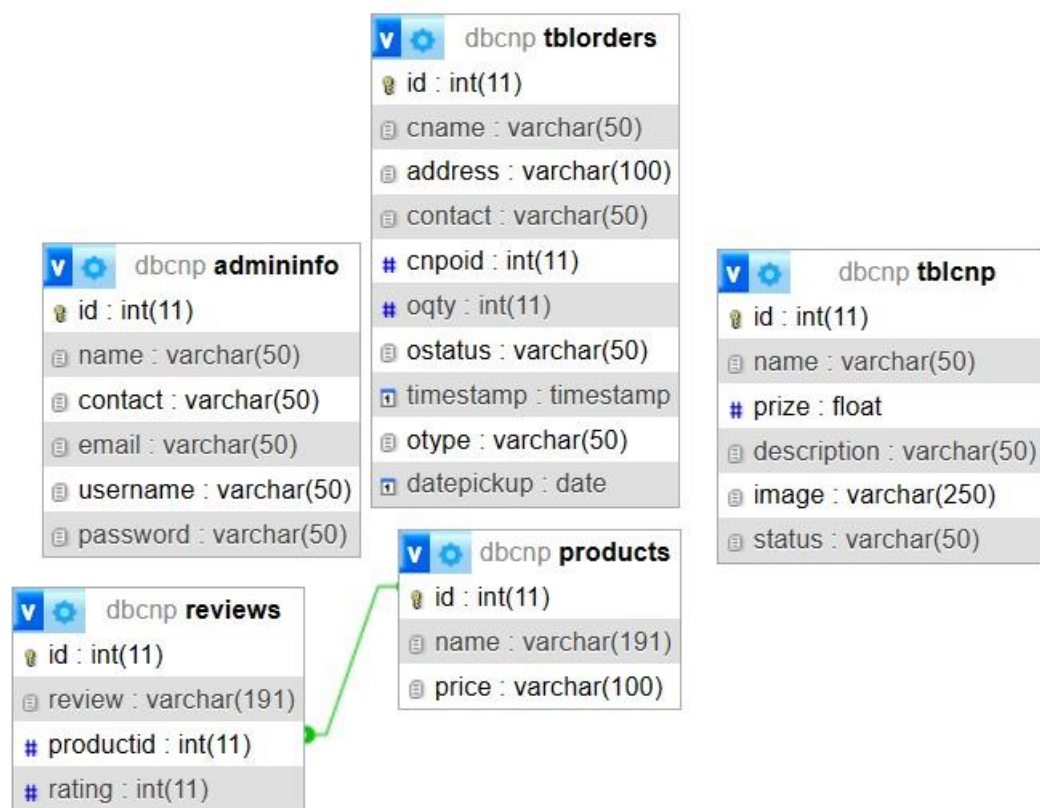 dbcnp tblorders
id : int(11)
cname : varchar(50)
address : varchar(100)
contact : varchar(50)
# cnpoid : int(11)
# oqty : int(11)
ostatus : varchar(50)
timestamp : timestamp
otype : varchar(50)
datepickup : date
v dbcnp admininfo
id : int(11)
name : varchar(50)
contact : varchar(50)
email : varchar(50)
username : varchar(50)
password : varchar(50)
v dbcnp tblcnp
id : int(11)
name : varchar(50)
# prize : float
description : varchar(50)
image : varchar(250)
status : varchar(50)
v dbcnp products
id : int(11)
name : varchar(191)
price : varchar(100)
v dbcnp reviews
id : int(11)
review : varchar(191)
# productid : int(11)
# rating : int(11)